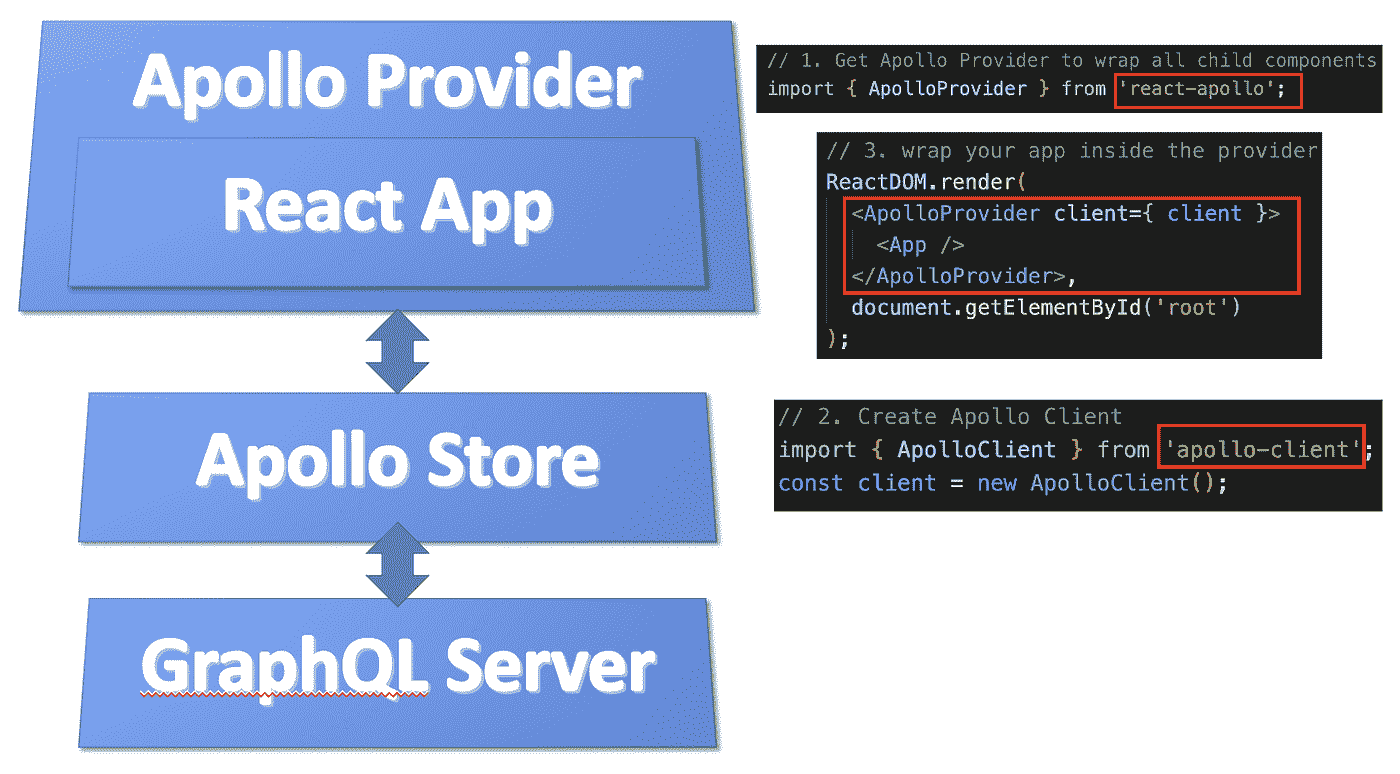 Apollo Provider
React App
Apollo Store
GraphQL Server
// 1. Get Apollo Provider to wrap all child components
import { ApolloProvider } from 'react-apollo';
// 3. wrap your app inside the provider
ReactDOM.render(
<ApolloProvider client={ client }>
<App />
</ApolloProvider>,
document.getElementById('root')
);
// 2. Create Apollo Client
import { ApolloClient } from 'apollo-client';
const client = new ApolloClient();